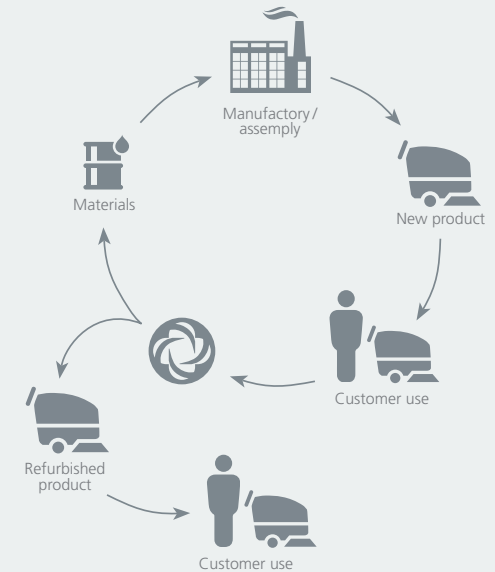 Manufactory /
assemply
Materials
New product
Customer use
Refurbished
product
Customer use